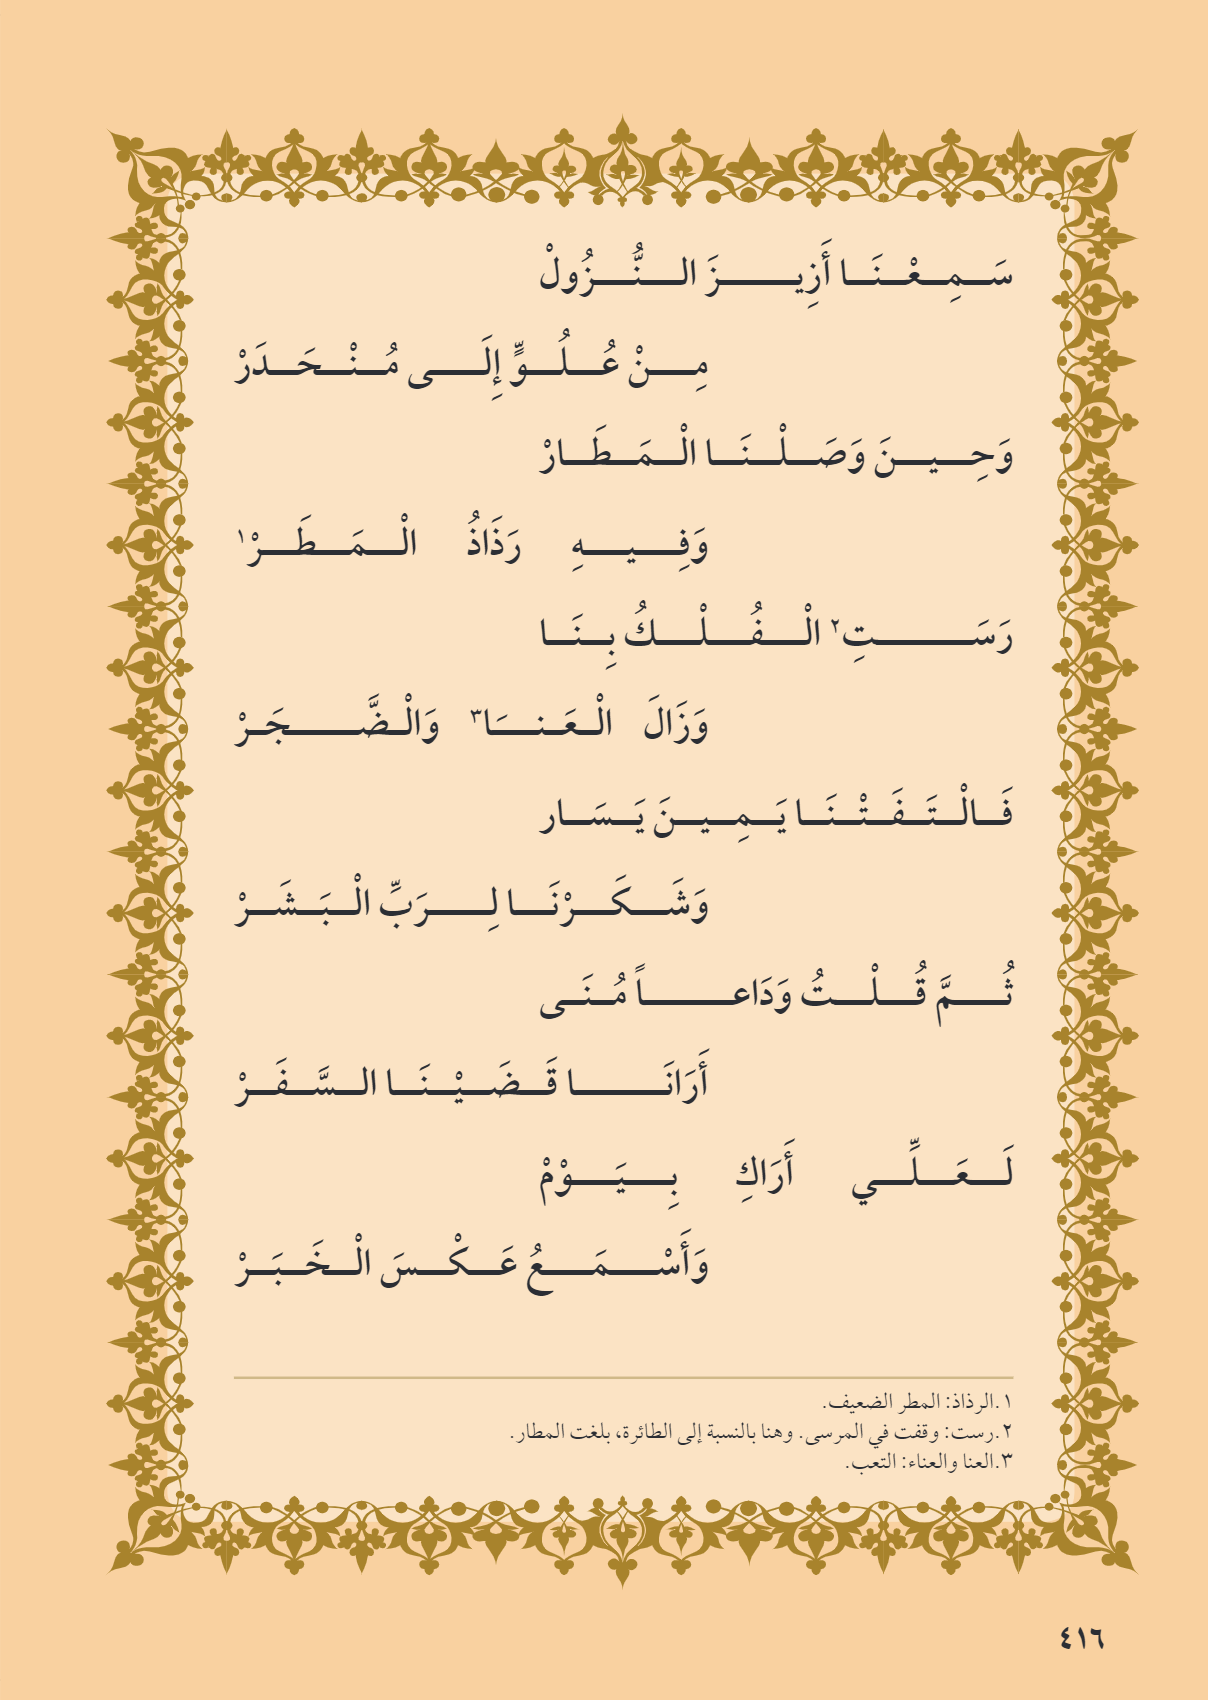 سَمِعْنَا أَزِيزَ النُّزُولْ
مِنْ عُلُوٍّ إِلَى مُنْحَدَرْ
وَحِينَ وَصَلْنَا الْمَطَارْ
وَفِيهِ رَذَاذُ الْمَطَرْ١
رَسَتِ٢ الْفُلْكُ بِنَا
وَزَالَ الْعَنَا٣ وَالْضَّجَرْ
فَالْتَفَتْنَا يَمِينَ يَسَار
وَشَكَرْنَا لِرَبِّ الْبَشَرْ
ثُمَّ قُلْتُ وَدَاعاً مُنَى
أَرَانَا قَضَيْنَا السَّفَرْ
لَعَلِّي أَرَاكِ بِيَوْمْ
وَأَسْمَعُ عَكْسَ الْخَبَرْ
١.الرذاذ: المطر الضعيف.
٢.رست: وقفت في المرسى. وهنا بالنسبة إلى الطائرة، بلغت المطار.
٣.العنا والعناء: التعب.
٤١٦